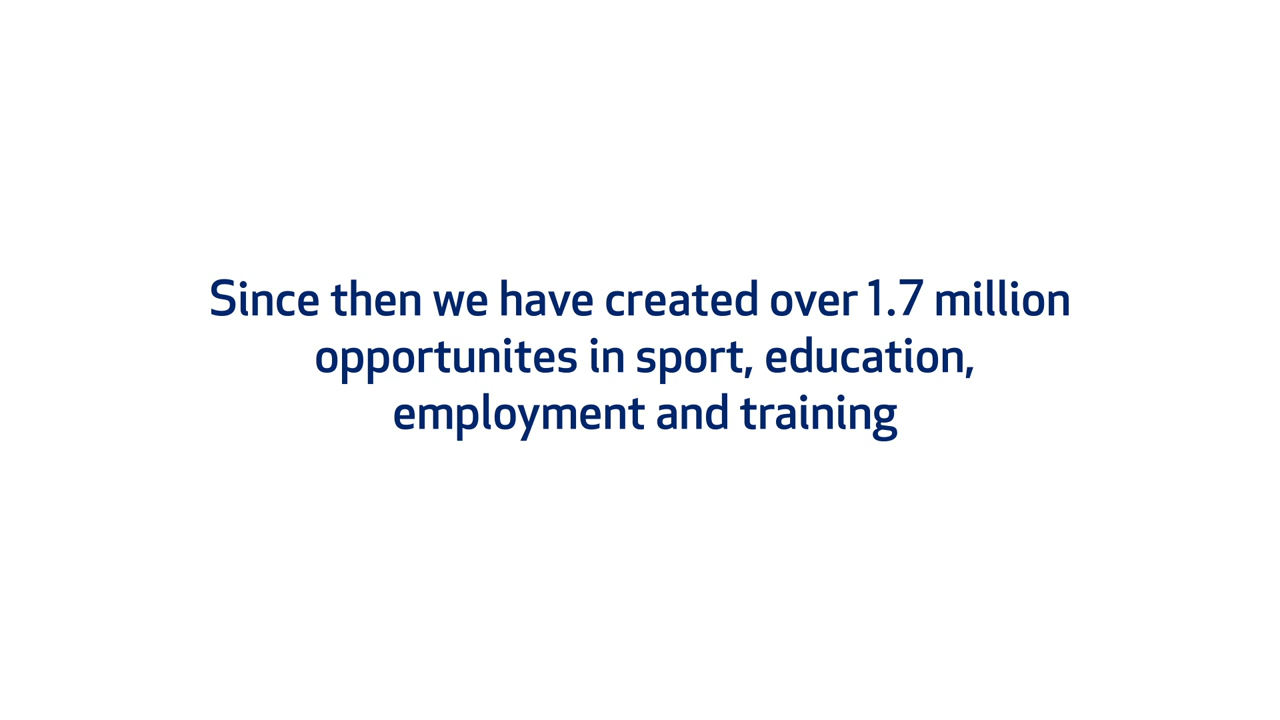 Since then we have created over 1.7 million
opportunites in sport, education,
employment and training